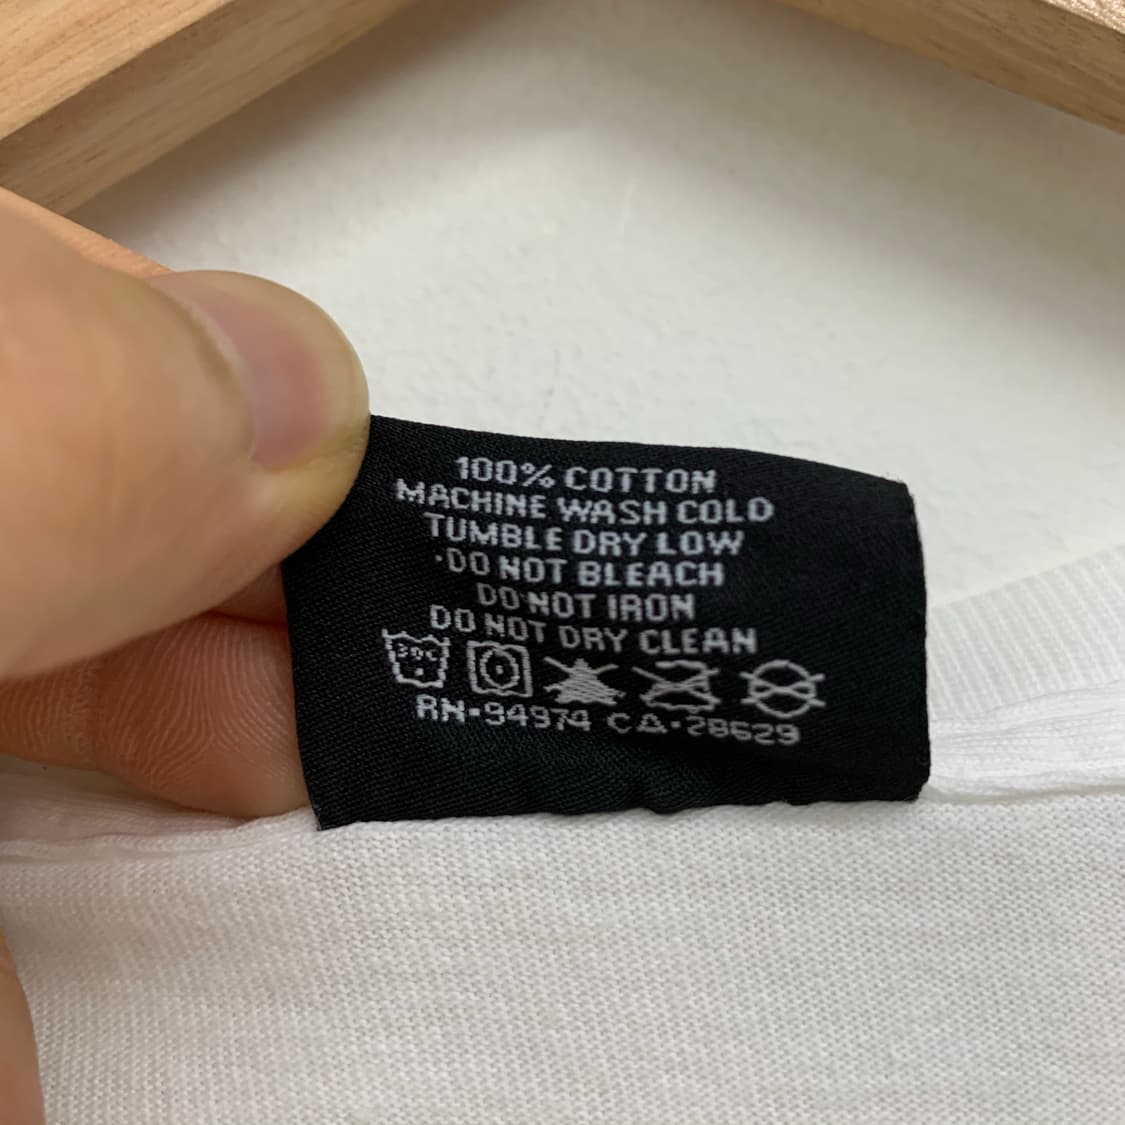 100% COTTON
MACHINE WASH COLD
TUMBLE DRY LOW
DO NOT BLEACH
DO NOT IRON
DO NOT DRY CLEAN
30C
RN-94974 CA-28629